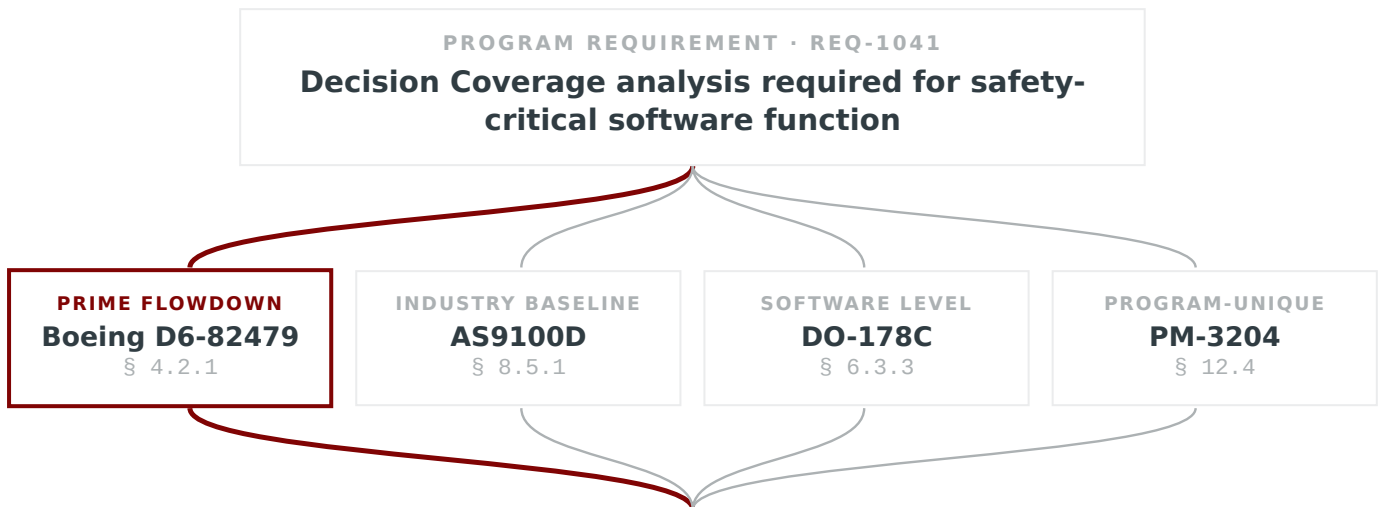 PROGRAM REQUIREMENT · REQ-1041
Decision Coverage analysis required for safety-
critical software function
PRIME FLOWDOWN
Boeing D6-82479
§ 4.2.1
INDUSTRY BASELINE
AS9100D
§ 8.5.1
SOFTWARE LEVEL
DO-178C
§ 6.3.3
PROGRAM-UNIQUE
PM-3204
§ 12.4